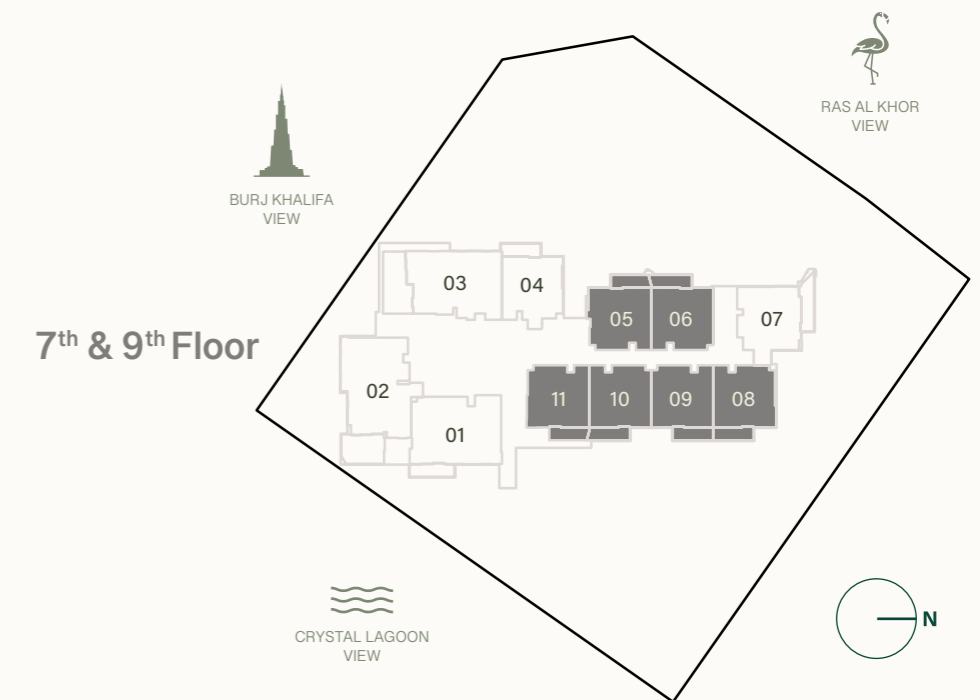 RAS AL KHOR
VIEW
BURJ KHALIFA
VIEW
7th & 9th Floor
03
04
05
06
07
02
01
11
10
09
08
CRYSTAL LAGOON
VIEW
N